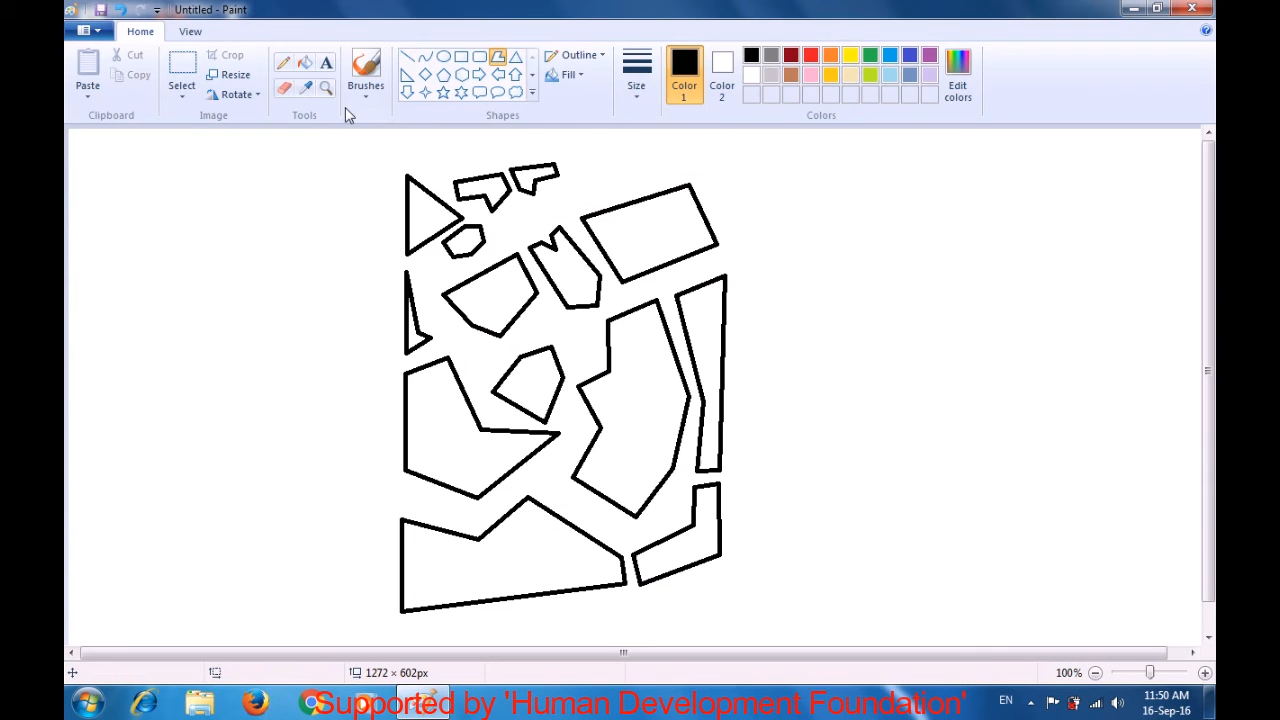 Untitled - Paint
Home View
Paste
Cut
Copy
Clipboard
Select
Crop
Resize
Rotate
Image
A
Tools
Brushes
Shapes
Outline
Fill
Size
Color 1
Color 2
Edit colors
Colors
1272 × 602px
100%
Supported by 'Human Development Foundation'
EN
11:50 AM
16-Sep-16